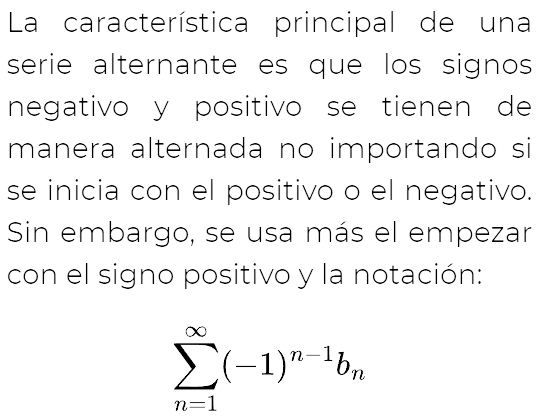 La característica principal de una
serie alternante es que los signos
negativo y positivo se tienen de
manera alternada no importando si
se inicia con el positivo o el negativo.
Sin embargo, se usa más el empezar
con el signo positivo y la notación:
∞
∑(−1)ⁿ⁻¹bₙ
n=1